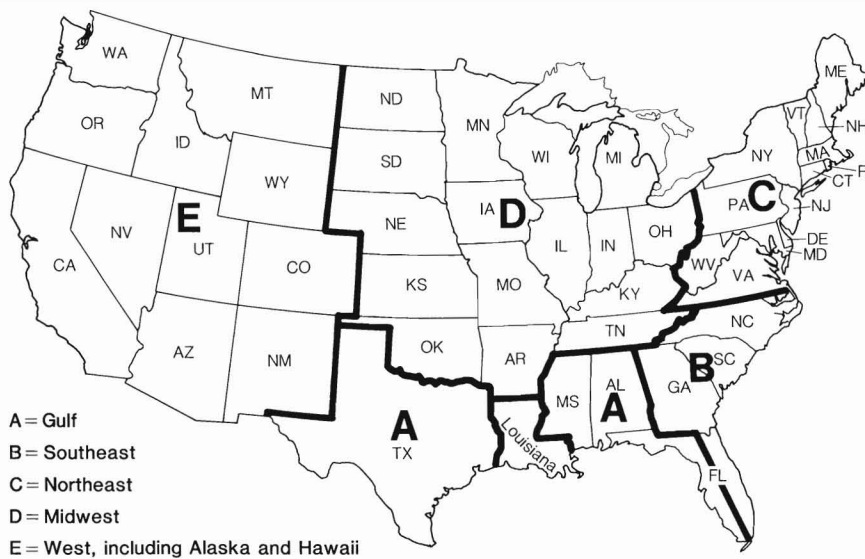 WA
MT
ND
MN
ME
OR
ID
SD
WI
MI
VT
NH
NY
MA
WY
IA
D
PA
C
CT
NJ
E
NE
OH
DE
MD
NV
UT
IL
IN
WV
VA
CA
CO
KS
MO
KY
AZ
NM
OK
AR
TN
NC
SC
B
GA
MS
AL
A
A
TX
Louisiana
FL
A = Gulf
B = Southeast
C = Northeast
D = Midwest
E = West, including Alaska and Hawaii